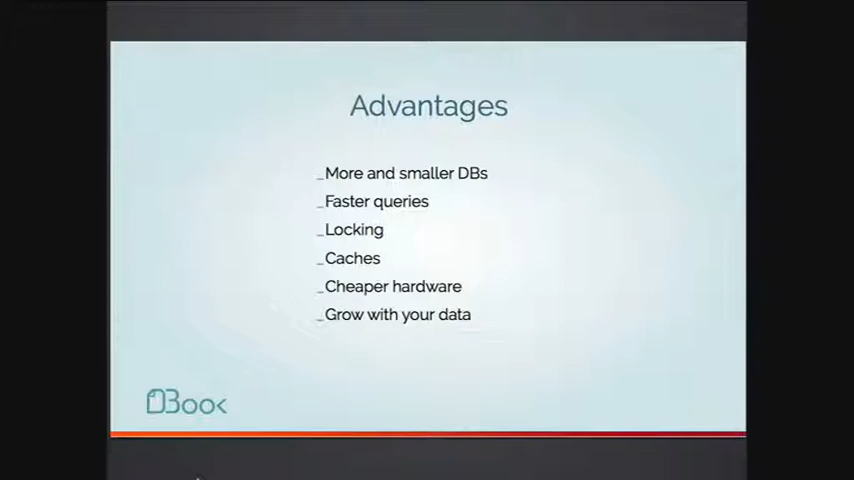 Advantages
_More and smaller DBs
_Faster queries
_Locking
_Caches
_Cheaper hardware
_Grow with your data
DBook